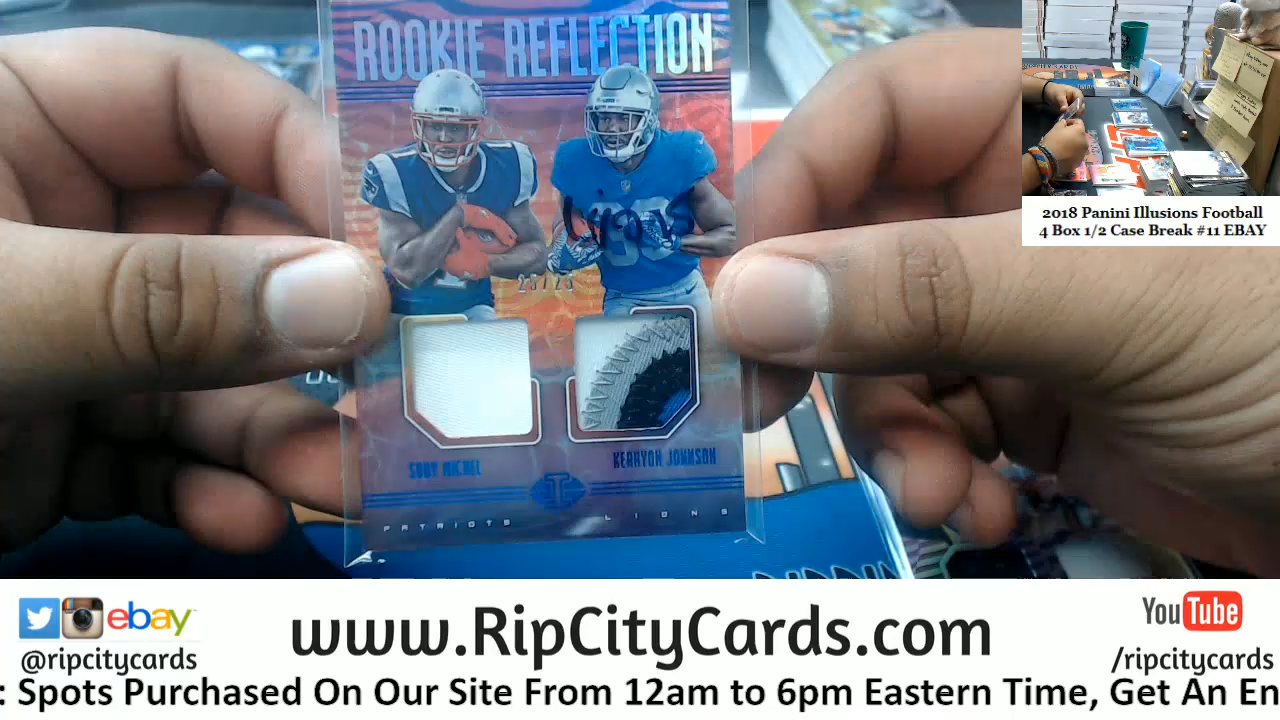 ROOKIE REFLECTION
25/25
SONY MICHEL
KERRYON JOHNSON
PATRIOTS
LIONS
2018 Panini Illusions Football
4 Box 1/2 Case Break #11 EBAY
ebay
@ripcitycards
www.RipCityCards.com
YouTube
/ripcitycards
: Spots Purchased On Our Site From 12am to 6pm Eastern Time, Get An En